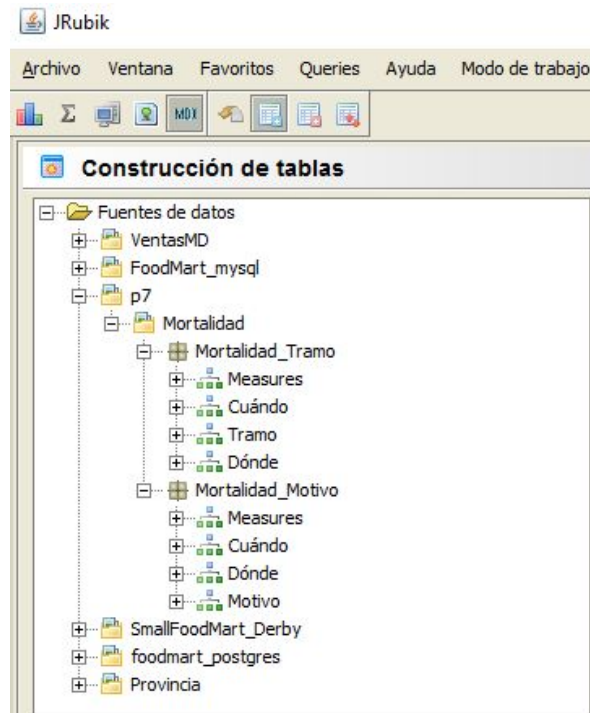 JRubik
Archivo Ventana Favoritos Queries Ayuda Modo de trabajo
Σ MDX
Construcción de tablas
Fuentes de datos
VentasMD
FoodMart_mysql
p7
Mortalidad
Mortalidad_Tramo
Measures
Cuándo
Tramo
Dónde
Mortalidad_Motivo
Measures
Cuándo
Dónde
Motivo
SmallFoodMart_Derby
foodmart_postgres
Provincia